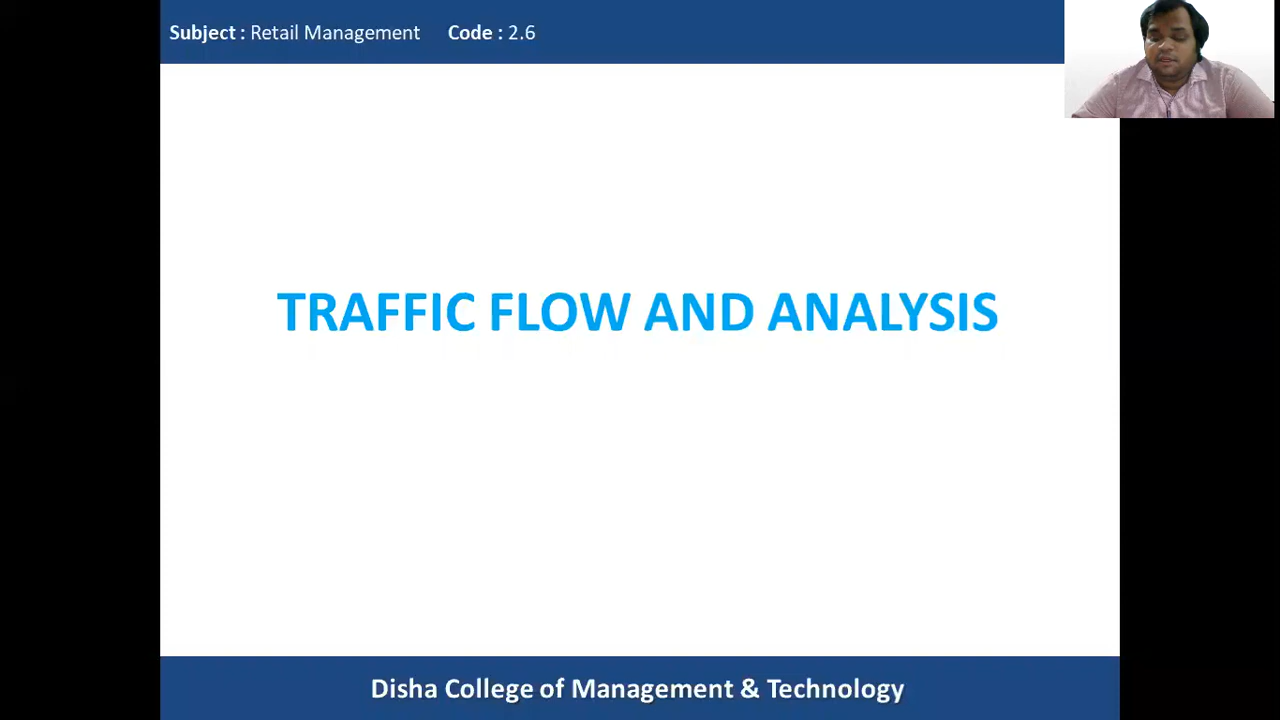 Subject : Retail Management Code : 2.6
TRAFFIC FLOW AND ANALYSIS
Disha College of Management & Technology